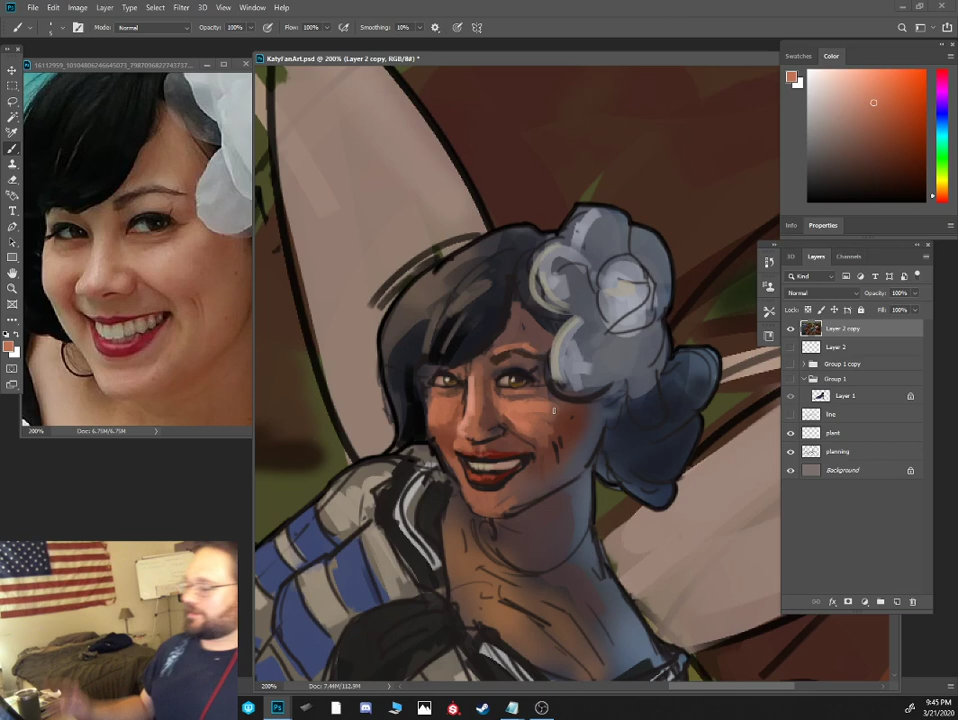 File Edit Image Layer Type Select Filter 3D View Window Help
5 Mode: Normal Opacity: 100% Flow: 100% Smoothing: 10%
KatyFanArt.psd @ 200% (Layer 2 copy, RGB/8#) *
Swatches Color
Info Properties
3D Layers Channels
Kind
Normal Opacity: 100%
Lock: Fill: 100%
Layer 2 copy
Layer 2
Group 1 copy
Group 1
Layer 1
line
plant
planning
Background
200% Doc: 6.75M/6.75M
200% Doc: 7.44M/112.9M
9:45 PM
3/21/2020